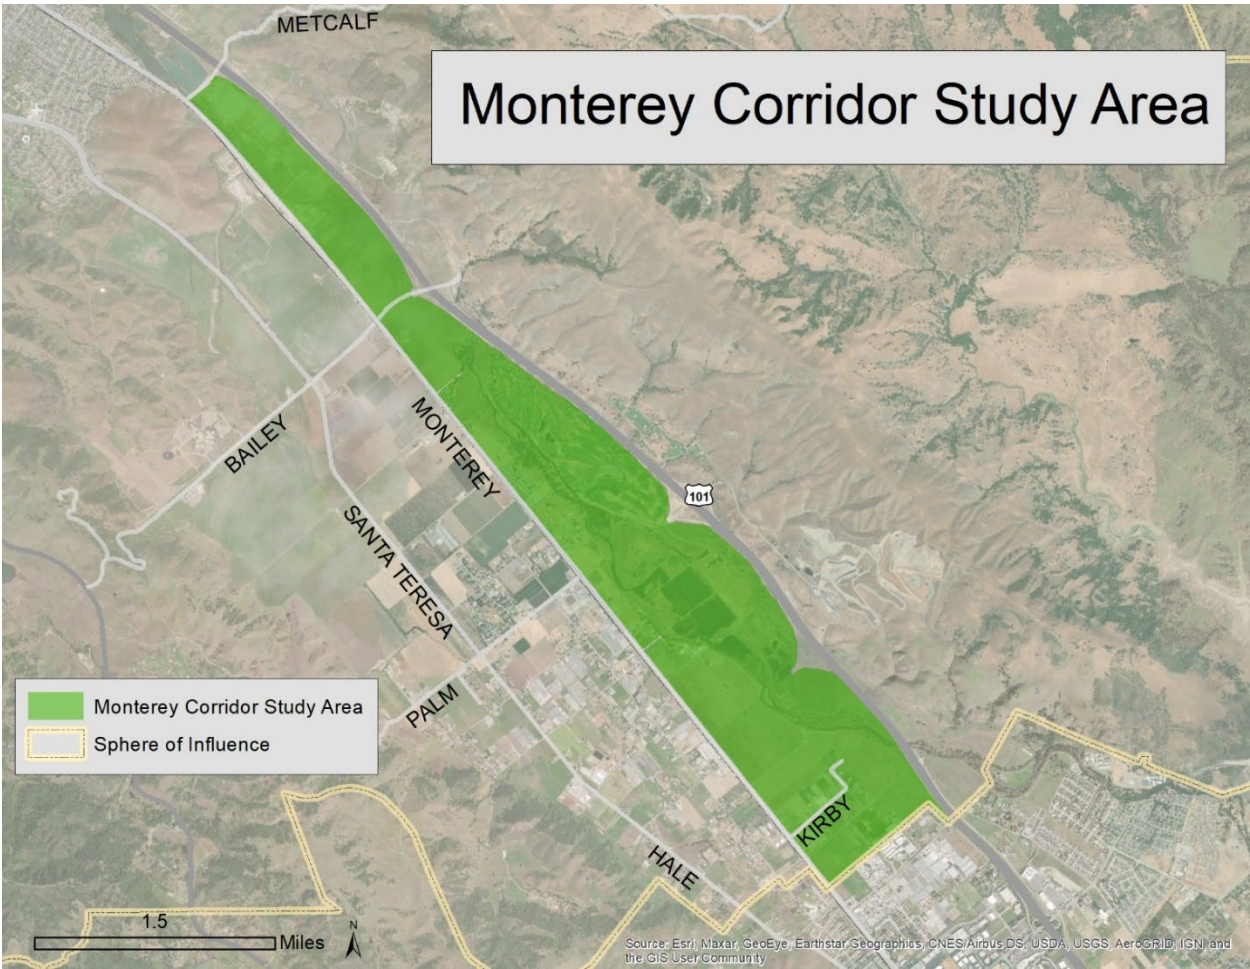 METCALF
Monterey Corridor Study Area
BAILEY
MONTEREY
101
SANTA TERESA
PALM
Monterey Corridor Study Area
Sphere of Influence
KIRBY
HALE
1.5
Miles
N
Source: Esri, Maxar, GeoEye, Earthstar Geographics, CNES/Airbus DS, USDA, USGS, AeroGRID, IGN, and
the GIS User Community